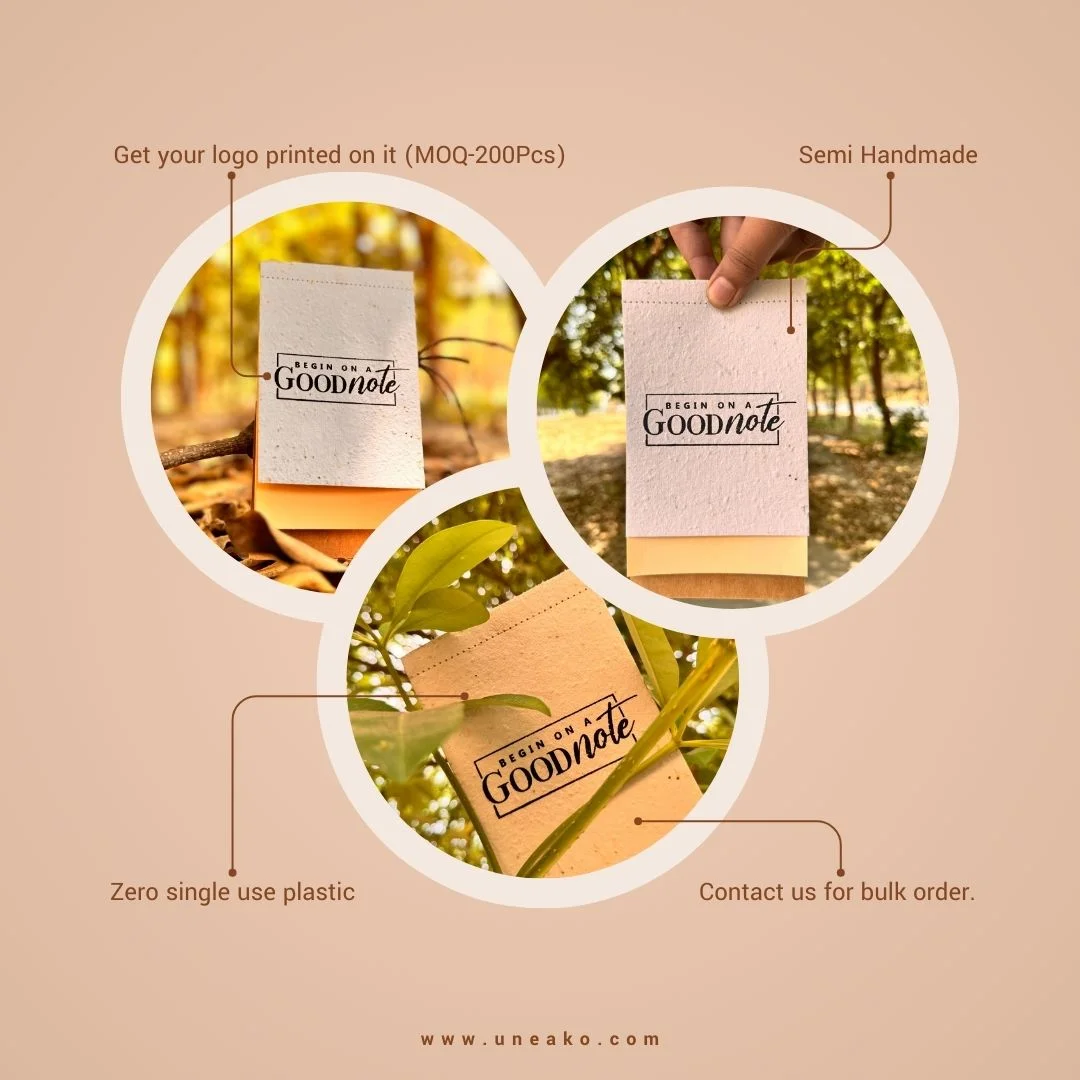 Get your logo printed on it (MOQ-200Pcs)
Semi Handmade
BEGIN ON A
GOODnote
BEGIN ON A
GOODnote
BEGIN ON A
GOODnote
Zero single use plastic
Contact us for bulk order.
www.uneako.com